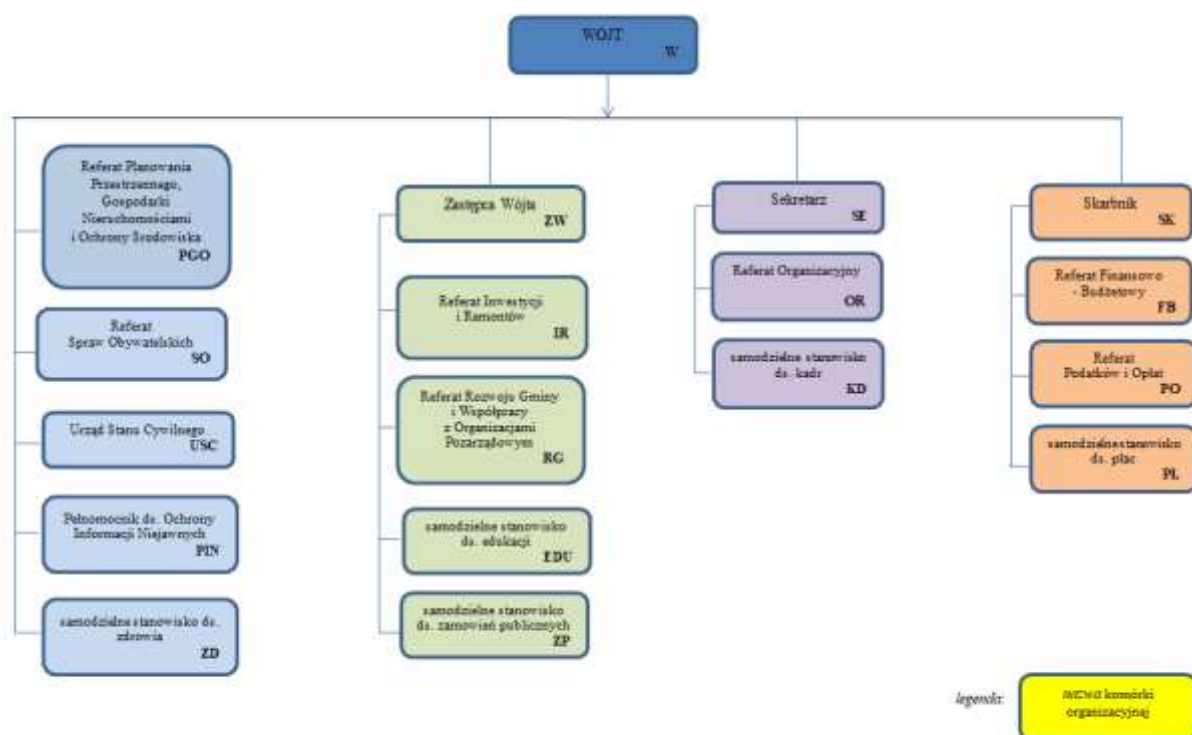 WÓJT
W
Referat Planowania
Przestrzennego,
Gospodarki
Nieruchomościami
i Ochrony Środowiska
PGO
Referat
Spraw Obywatelskich
SO
Urząd Stanu Cywilnego
USC
Pełnomocnik ds. Ochrony
Informacji Niejawnych
PIN
samodzielne stanowisko ds.
zdrowia
ZD
Zastępca Wójta
ZW
Referat Inwestycji
i Remontów
IR
Referat Rozwoju Gminy
i Współpracy
z Organizacjami
Pozarządowym
RG
samodzielne stanowisko
ds. edukacji
EDU
samodzielne stanowisko
ds. zamówień publicznych
ZP
Sekretarz
SE
Referat Organizacyjny
OR
samodzielne stanowisko
ds. kadr
KD
Skarbnik
SK
Referat Finansowo
- Budżetowy
FB
Referat
Podatków i Opłat
PO
samodzielne stanowisko
ds. płac
PL
legenda:
nazwa komórki
organizacyjnej